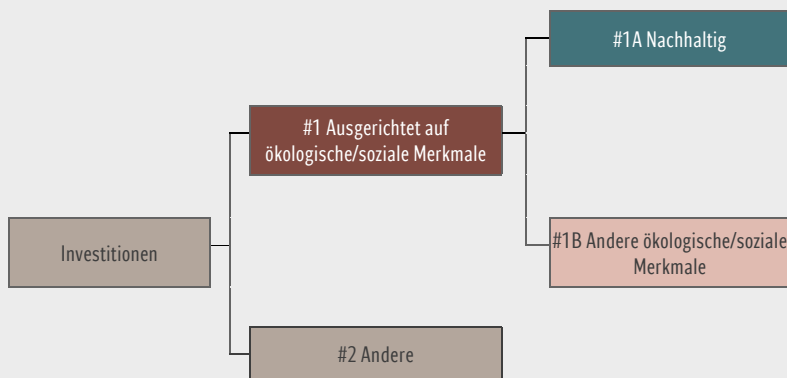 #1A Nachhaltig
#1 Ausgerichtet auf
ökologische/soziale Merkmale
Investitionen
#1B Andere ökologische/soziale
Merkmale
#2 Andere